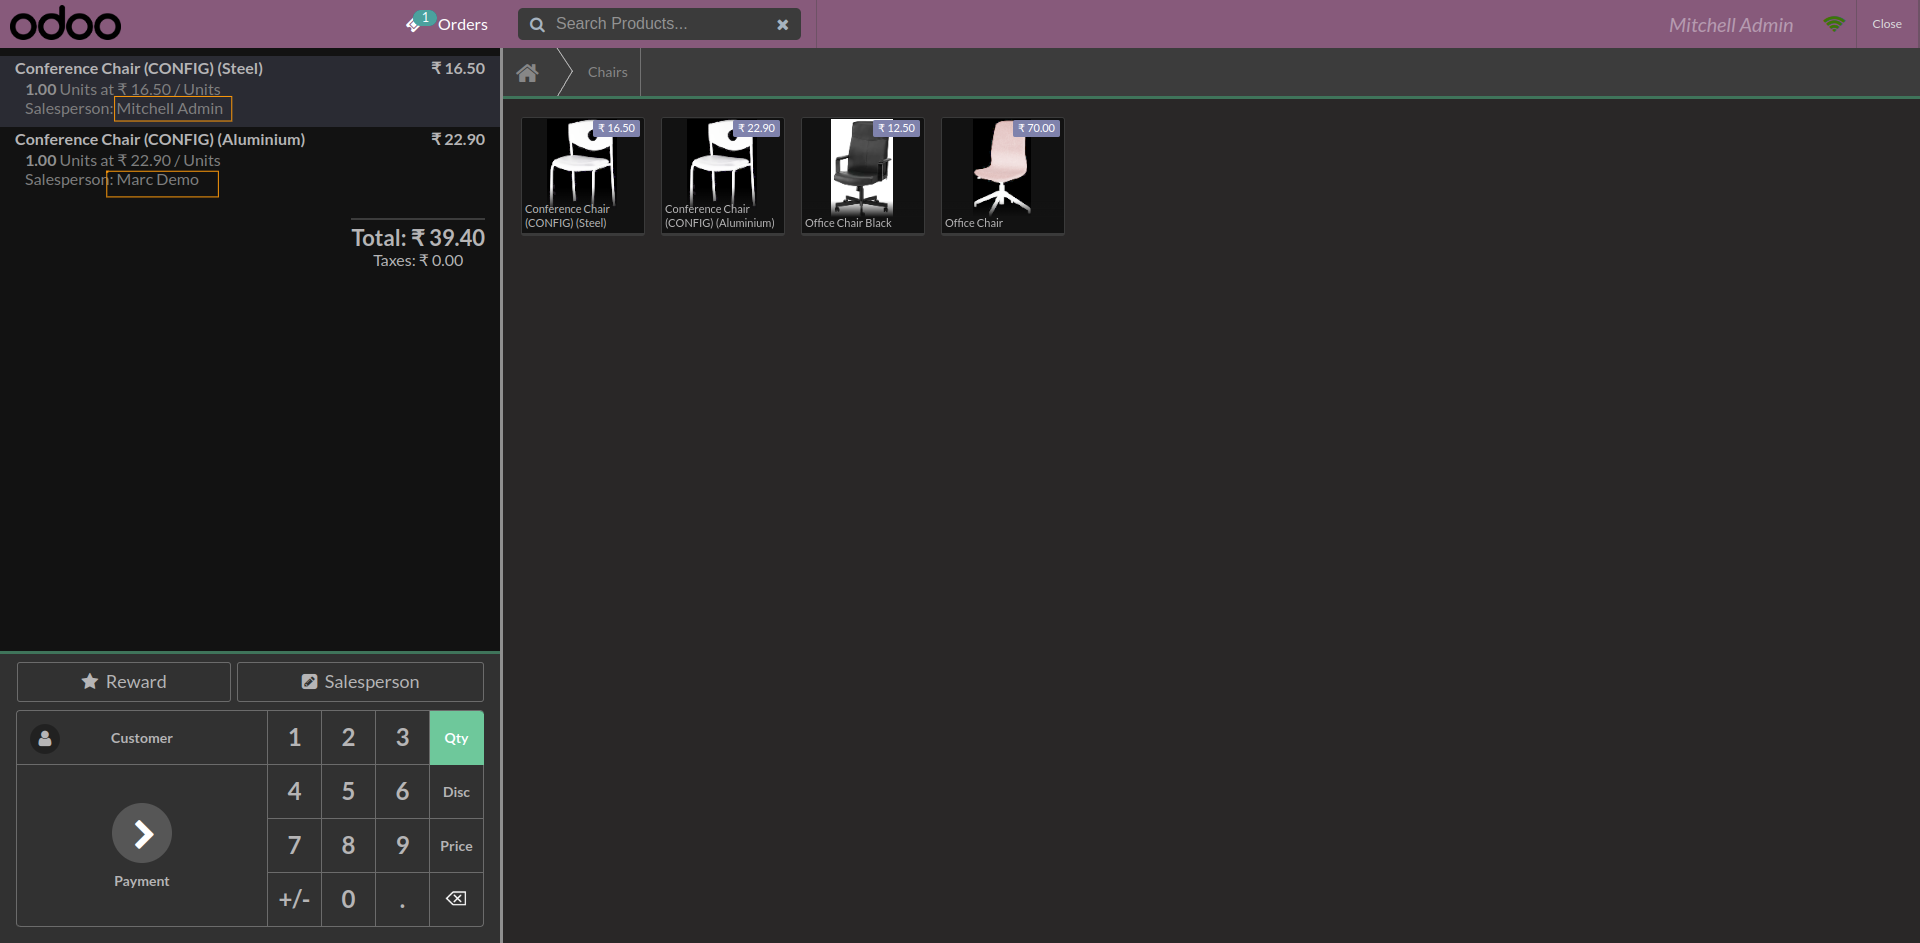 odoo
1
Orders
Search Products...
Mitchell Admin
Close
Conference Chair (CONFIG) (Steel) ₹ 16.50
1.00 Units at ₹ 16.50 / Units
Salesperson: Mitchell Admin
Conference Chair (CONFIG) (Aluminium) ₹ 22.90
1.00 Units at ₹ 22.90 / Units
Salesperson: Marc Demo
Total: ₹ 39.40
Taxes: ₹ 0.00
Chairs
₹ 16.50
Conference Chair
(CONFIG) (Steel)
₹ 22.90
Conference Chair
(CONFIG) (Aluminium)
₹ 12.50
Office Chair Black
₹ 70.00
Office Chair
Reward
Salesperson
Customer
1 2 3 Qty
4 5 6 Disc
7 8 9 Price
+/- 0 .
Payment